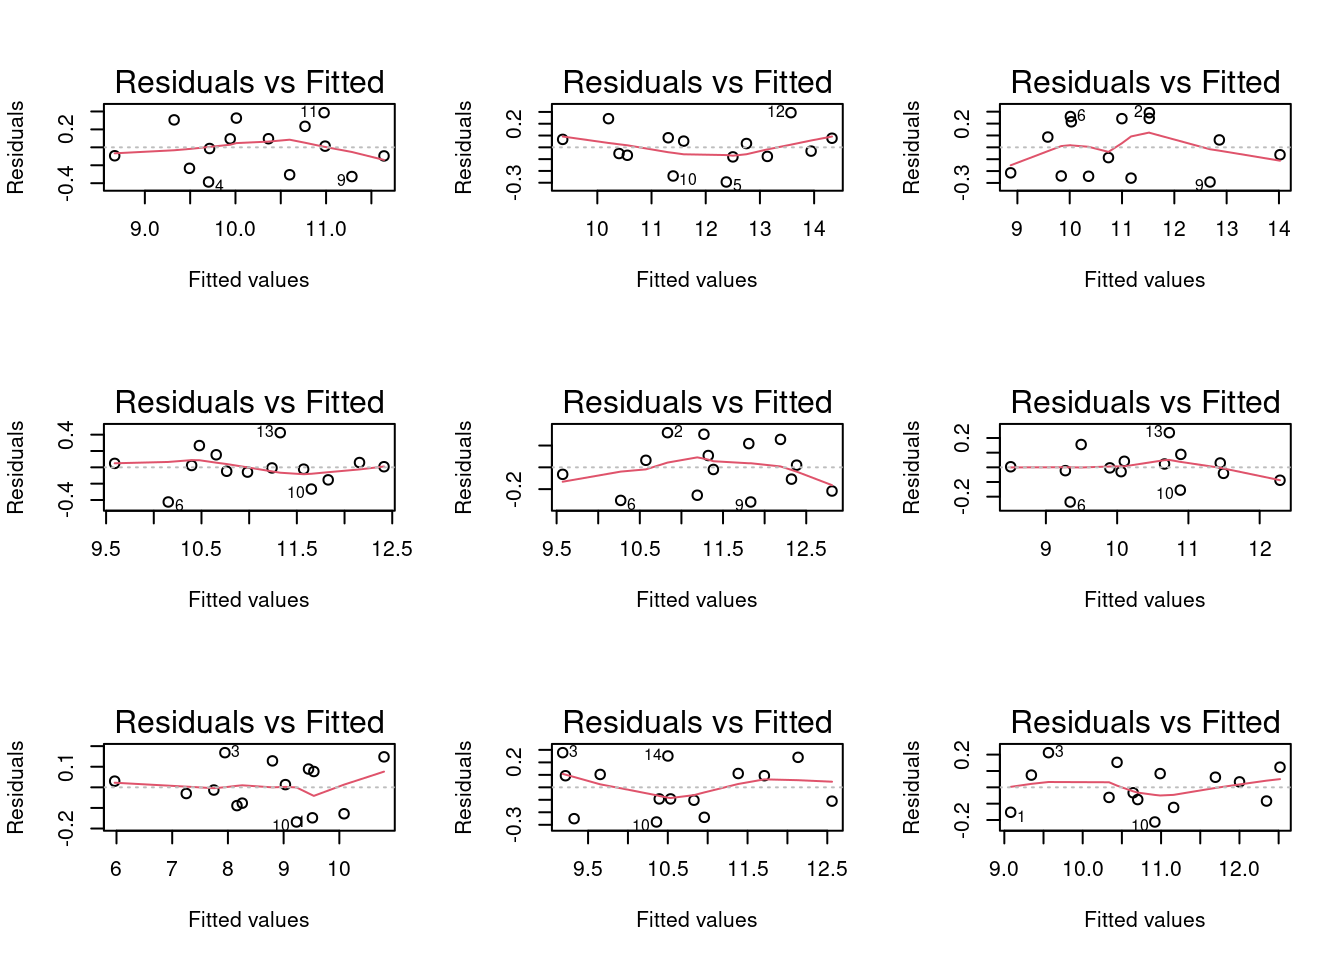 Residuals vs Fitted
Residuals
0.2
-0.4
11
4
9
9.0 10.0 11.0
Fitted values
Residuals vs Fitted
Residuals
0.2
-0.3
12
10
5
10 11 12 13 14
Fitted values
Residuals vs Fitted
Residuals
0.2
-0.3
6
2
9
9 10 11 12 13 14
Fitted values
Residuals vs Fitted
Residuals
0.4
-0.4
13
10
6
9.5 10.5 11.5 12.5
Fitted values
Residuals vs Fitted
Residuals
-0.2
2
6
9
9.5 10.5 11.5 12.5
Fitted values
Residuals vs Fitted
Residuals
0.2
-0.2
13
10
6
9 10 11 12
Fitted values
Residuals vs Fitted
Residuals
0.1
-0.2
3
10
1
6 7 8 9 10
Fitted values
Residuals vs Fitted
Residuals
0.2
-0.3
3
14
10
9.5 10.5 11.5 12.5
Fitted values
Residuals vs Fitted
Residuals
0.2
-0.2
3
1
10
9.0 10.0 11.0 12.0
Fitted values